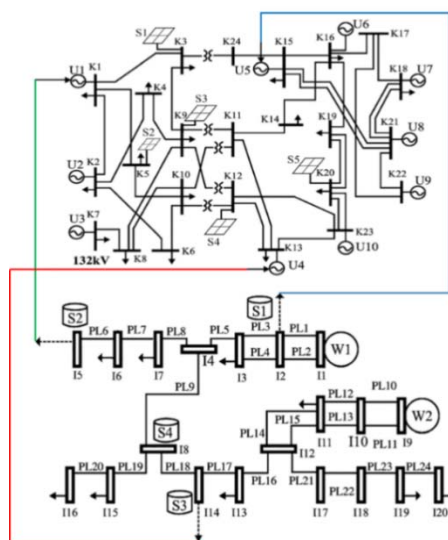 S1
K3
K24
K15
K16
U6
K17
U1
K1
U5
K18
U7
K4
S3
K9
K11
K14
K19
K21
U8
S2
K5
U2
K2
K10
K12
S5
K20
K22
U9
U3
K7
132kV
K8
K6
S4
K13
U4
K23
U10
S2
PL6
PL7
PL8
PL5
S1
PL3
PL1
PL4
PL2
W1
I5
I6
I7
I4
I3
I2
I1
PL9
PL12
PL10
PL15
PL13
W2
PL14
I11
I10
PL11
I9
S4
I8
I12
PL20
PL19
PL18
PL17
PL16
PL21
PL23
PL24
PL22
S3
I16
I15
I14
I13
I17
I18
I19
I20